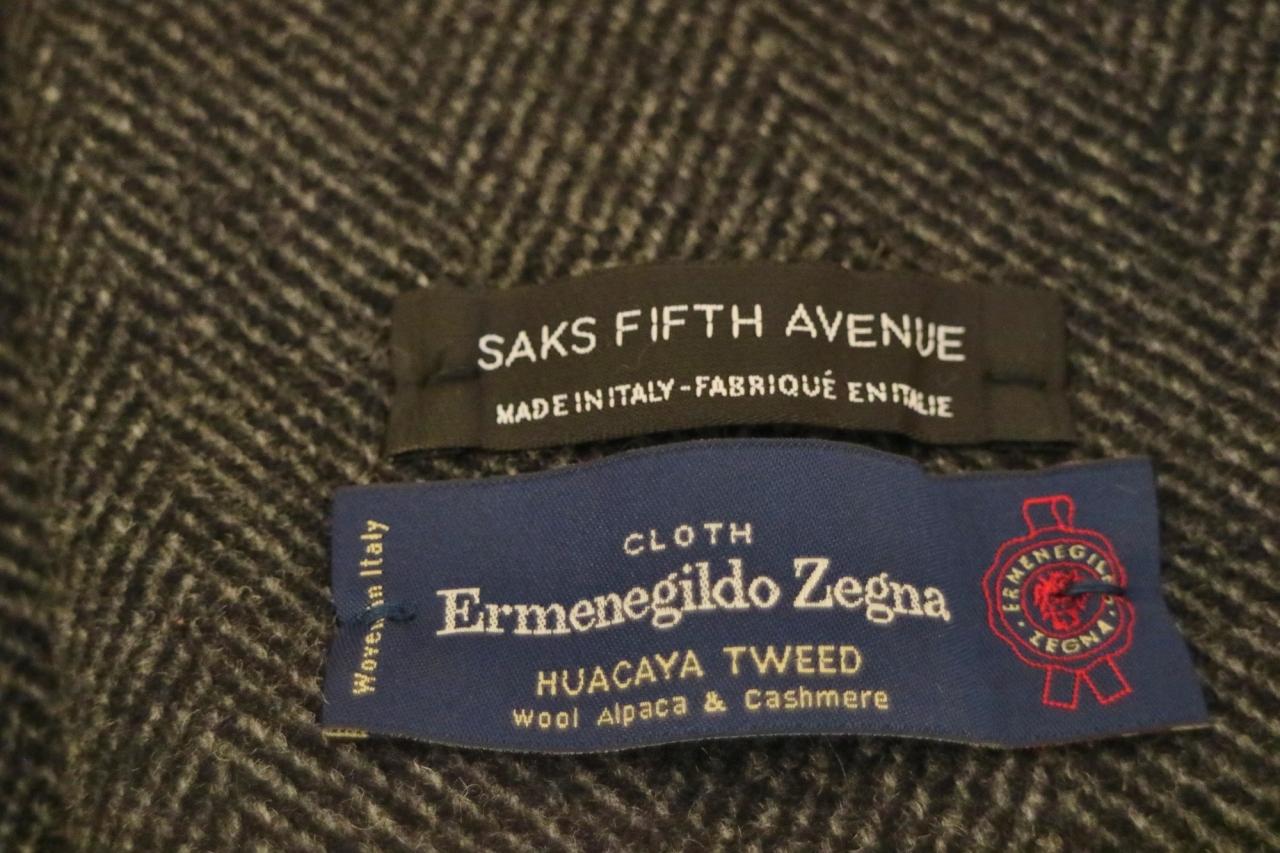 SAKS FIFTH AVENUE
MADE IN ITALY - FABRIQUÉ EN ITALIE
Woven in Italy
CLOTH
Ermenegildo Zegna
HUACAYA TWEED
Wool Alpaca & Cashmere
ERMENEGILDO
· ZEGNA ·